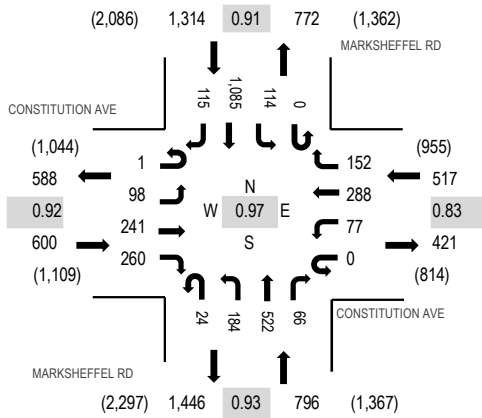 (2,086) 1,314 0.91 772 (1,362)
MARKSHEFFEL RD
CONSTITUTION AVE
115 1,085 114 0
(1,044)
588
0.92
600
(1,109)
1
98
241
260
N
W 0.97 E
S
152
288
77
0
(955)
517
0.83
421
(814)
24 184 522 66
CONSTITUTION AVE
MARKSHEFFEL RD
(2,297) 1,446 0.93 796 (1,367)